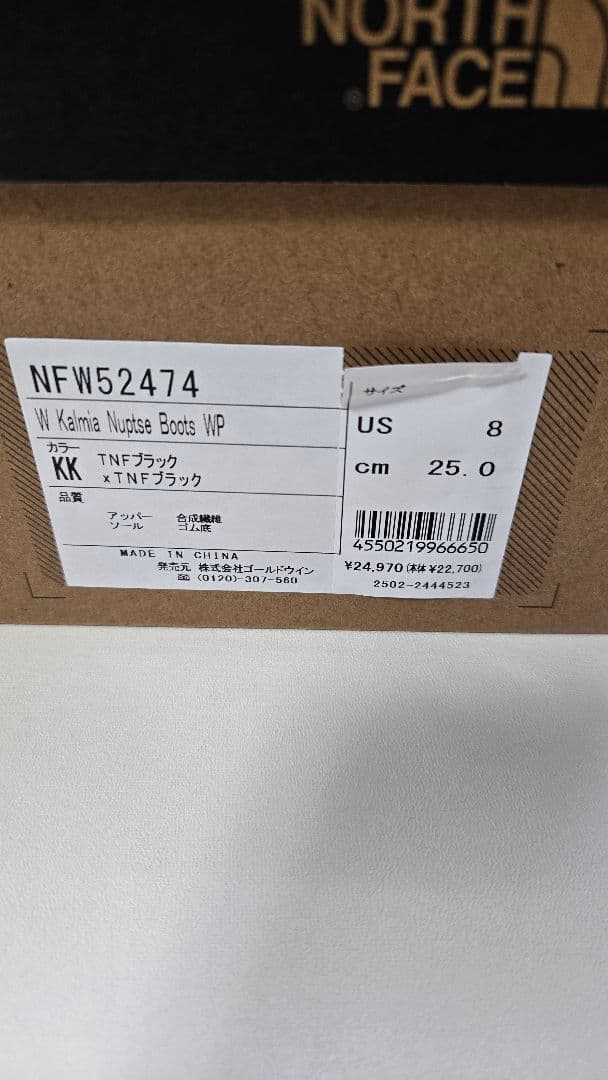 NORTH
FACE
NFW52474
W Kalmia Nuptse Boots WP
カラー
KK TNFブラック
xTNFブラック
品質
アッパー 合成繊維
ソール ゴム底
MADE IN CHINA
発売元 株式会社ゴールドウイン
☎ (0120)-307-560
サイズ
US 8
cm 25.0
4550219966650
¥24,970(本体 ¥22,700)
2502-2444523